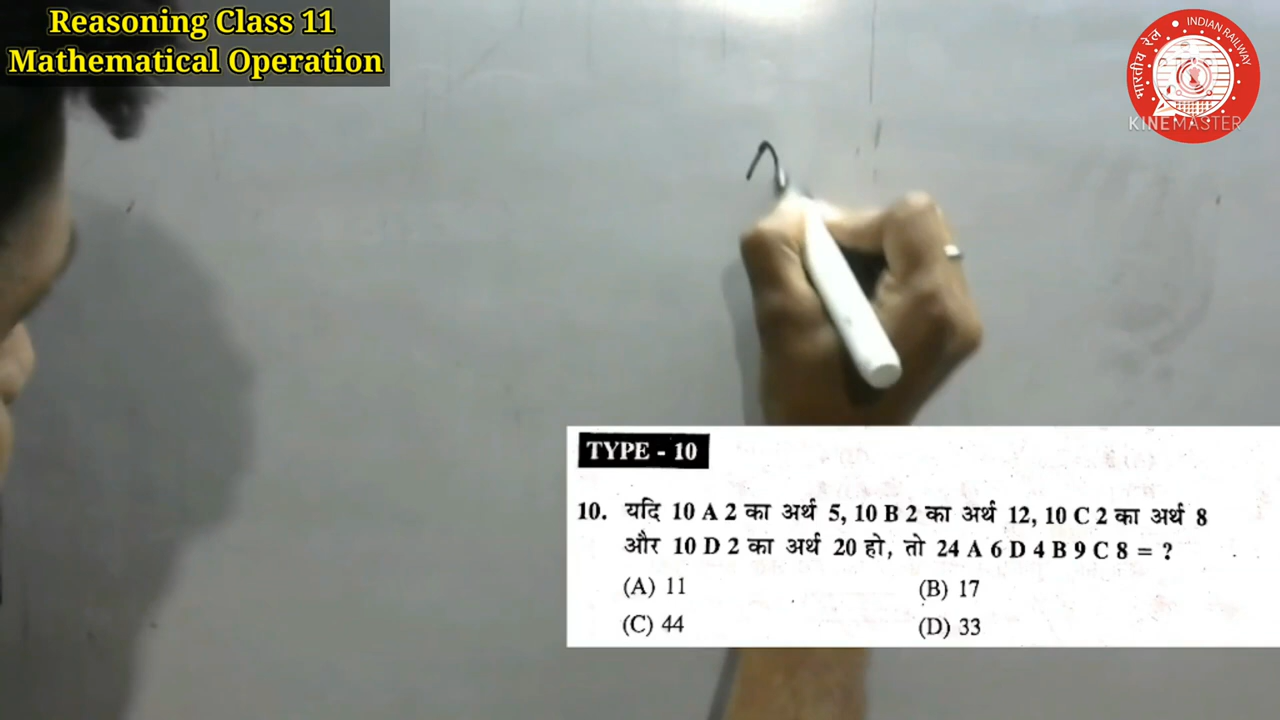 Reasoning Class 11
Mathematical Operation
भारतीय रेल
INDIAN RAILWAY
KINEMASTER
TYPE - 10
10. यदि 10 A 2 का अर्थ 5, 10 B 2 का अर्थ 12, 10 C 2 का अर्थ 8
और 10 D 2 का अर्थ 20 हो, तो 24 A 6 D 4 B 9 C 8 = ?
(A) 11 (B) 17
(C) 44 (D) 33